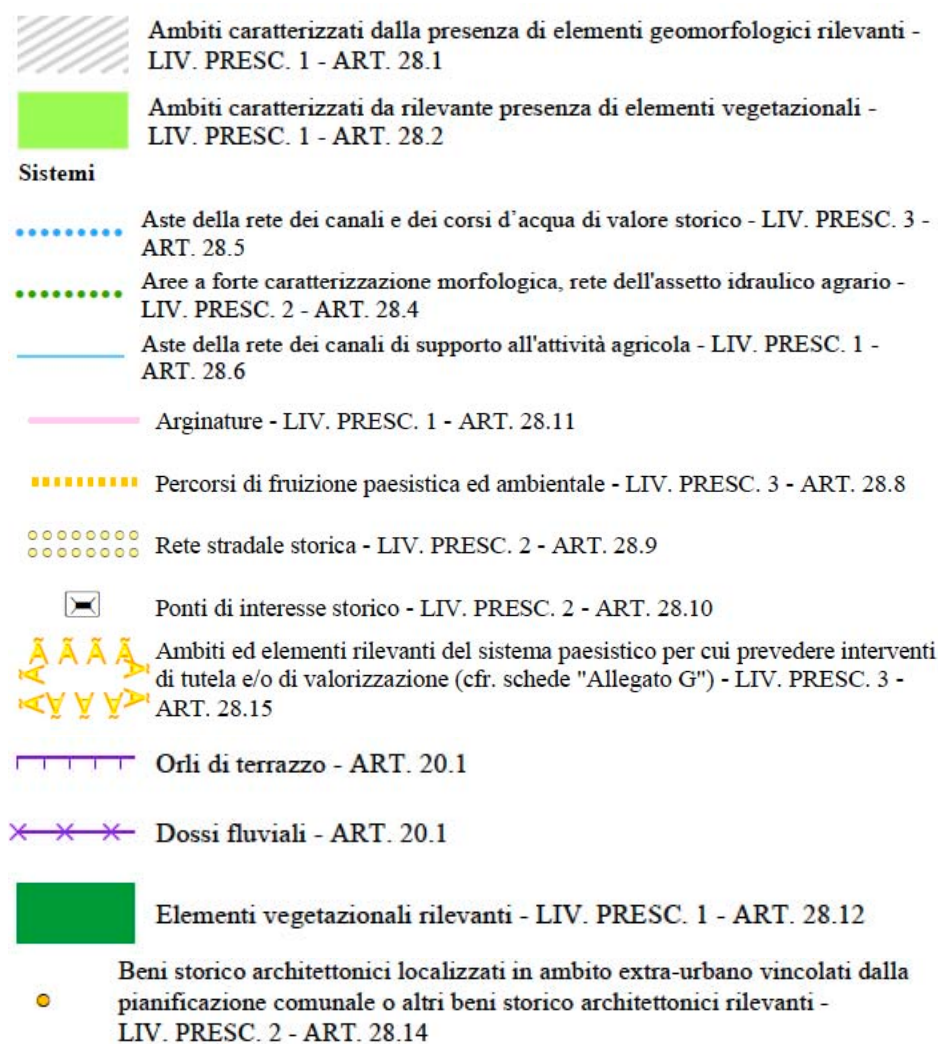 Ambiti caratterizzati dalla presenza di elementi geomorfologici rilevanti -
LIV. PRESC. 1 - ART. 28.1
Ambiti caratterizzati da rilevante presenza di elementi vegetazionali -
LIV. PRESC. 1 - ART. 28.2
Sistemi
Aste della rete dei canali e dei corsi d'acqua di valore storico - LIV. PRESC. 3 -
ART. 28.5
Aree a forte caratterizzazione morfologica, rete dell'assetto idraulico agrario -
LIV. PRESC. 2 - ART. 28.4
Aste della rete dei canali di supporto all'attività agricola - LIV. PRESC. 1 -
ART. 28.6
Arginature - LIV. PRESC. 1 - ART. 28.11
Percorsi di fruizione paesistica ed ambientale - LIV. PRESC. 3 - ART. 28.8
Rete stradale storica - LIV. PRESC. 2 - ART. 28.9
Ponti di interesse storico - LIV. PRESC. 2 - ART. 28.10
Ambiti ed elementi rilevanti del sistema paesistico per cui prevedere interventi
di tutela e/o di valorizzazione (cfr. schede "Allegato G") - LIV. PRESC. 3 -
ART. 28.15
Orli di terrazzo - ART. 20.1
Dossi fluviali - ART. 20.1
Elementi vegetazionali rilevanti - LIV. PRESC. 1 - ART. 28.12
Beni storico architettonici localizzati in ambito extra-urbano vincolati dalla
pianificazione comunale o altri beni storico architettonici rilevanti -
LIV. PRESC. 2 - ART. 28.14